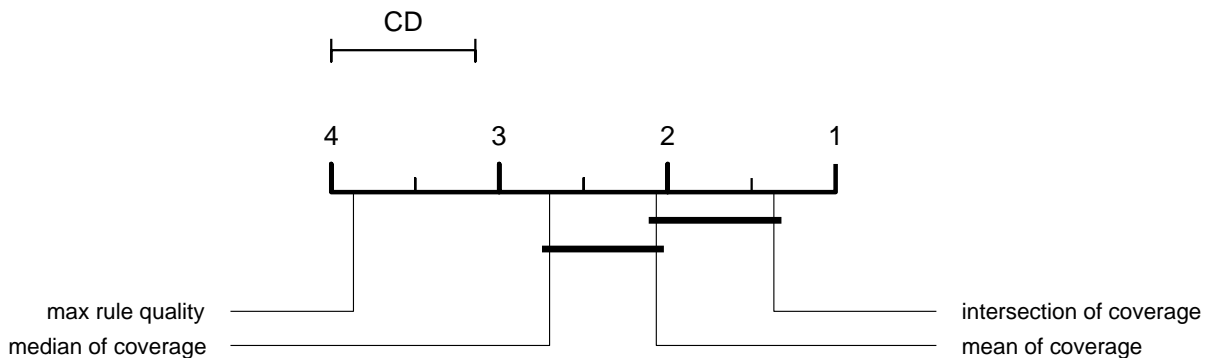 CD
4 3 2 1
max rule quality intersection of coverage
median of coverage mean of coverage